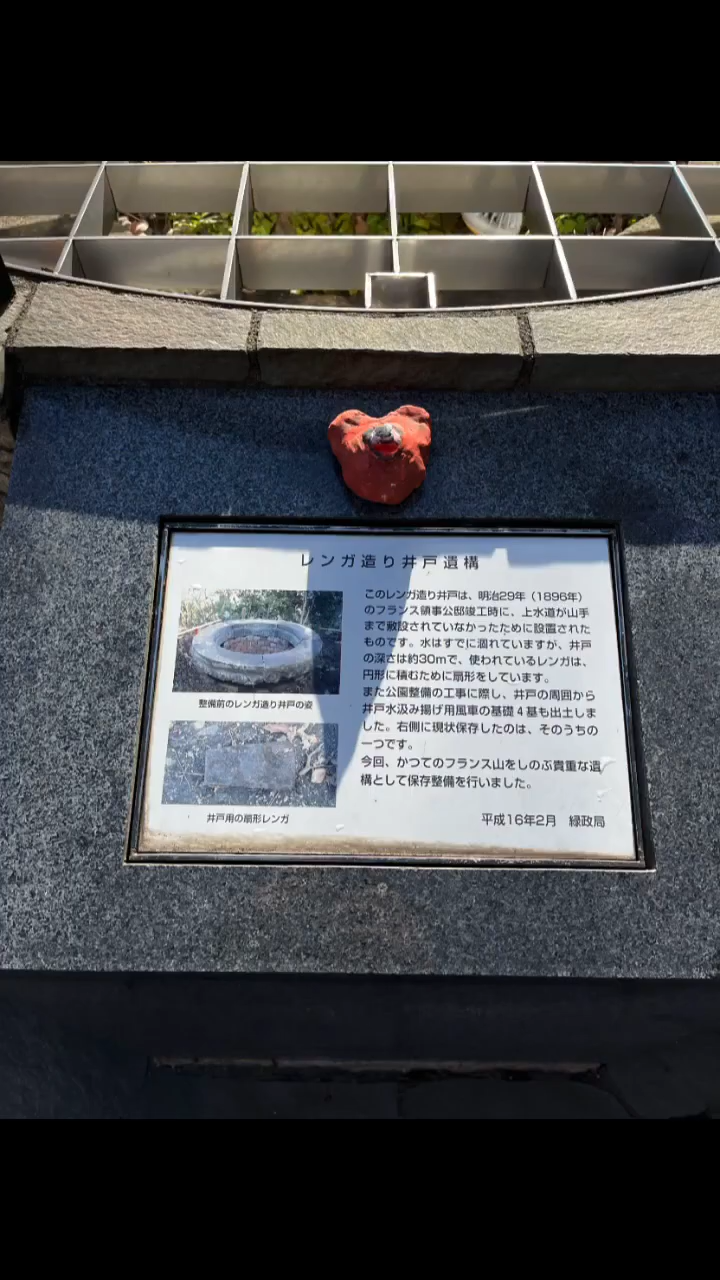 レンガ造り井戸遺構
このレンガ造り井戸は、明治29年（1896年）
のフランス領事公邸竣工時に、上水道が山手
まで敷設されていなかったために設置された
ものです。水はすでに涸れていますが、井戸
の深さは約30mで、使われているレンガは、
円形に積むために扇形をしています。
また公園整備の工事に際し、井戸の周囲から
井戸水汲み揚げ用風車の基礎4基も出土しま
した。右側に現状保存したのは、そのうちの
一つです。
今回、かつてのフランス山をしのぶ貴重な遺
構として保存整備を行いました。
平成16年2月　緑政局
整備前のレンガ造り井戸の姿
井戸用の扇形レンガ